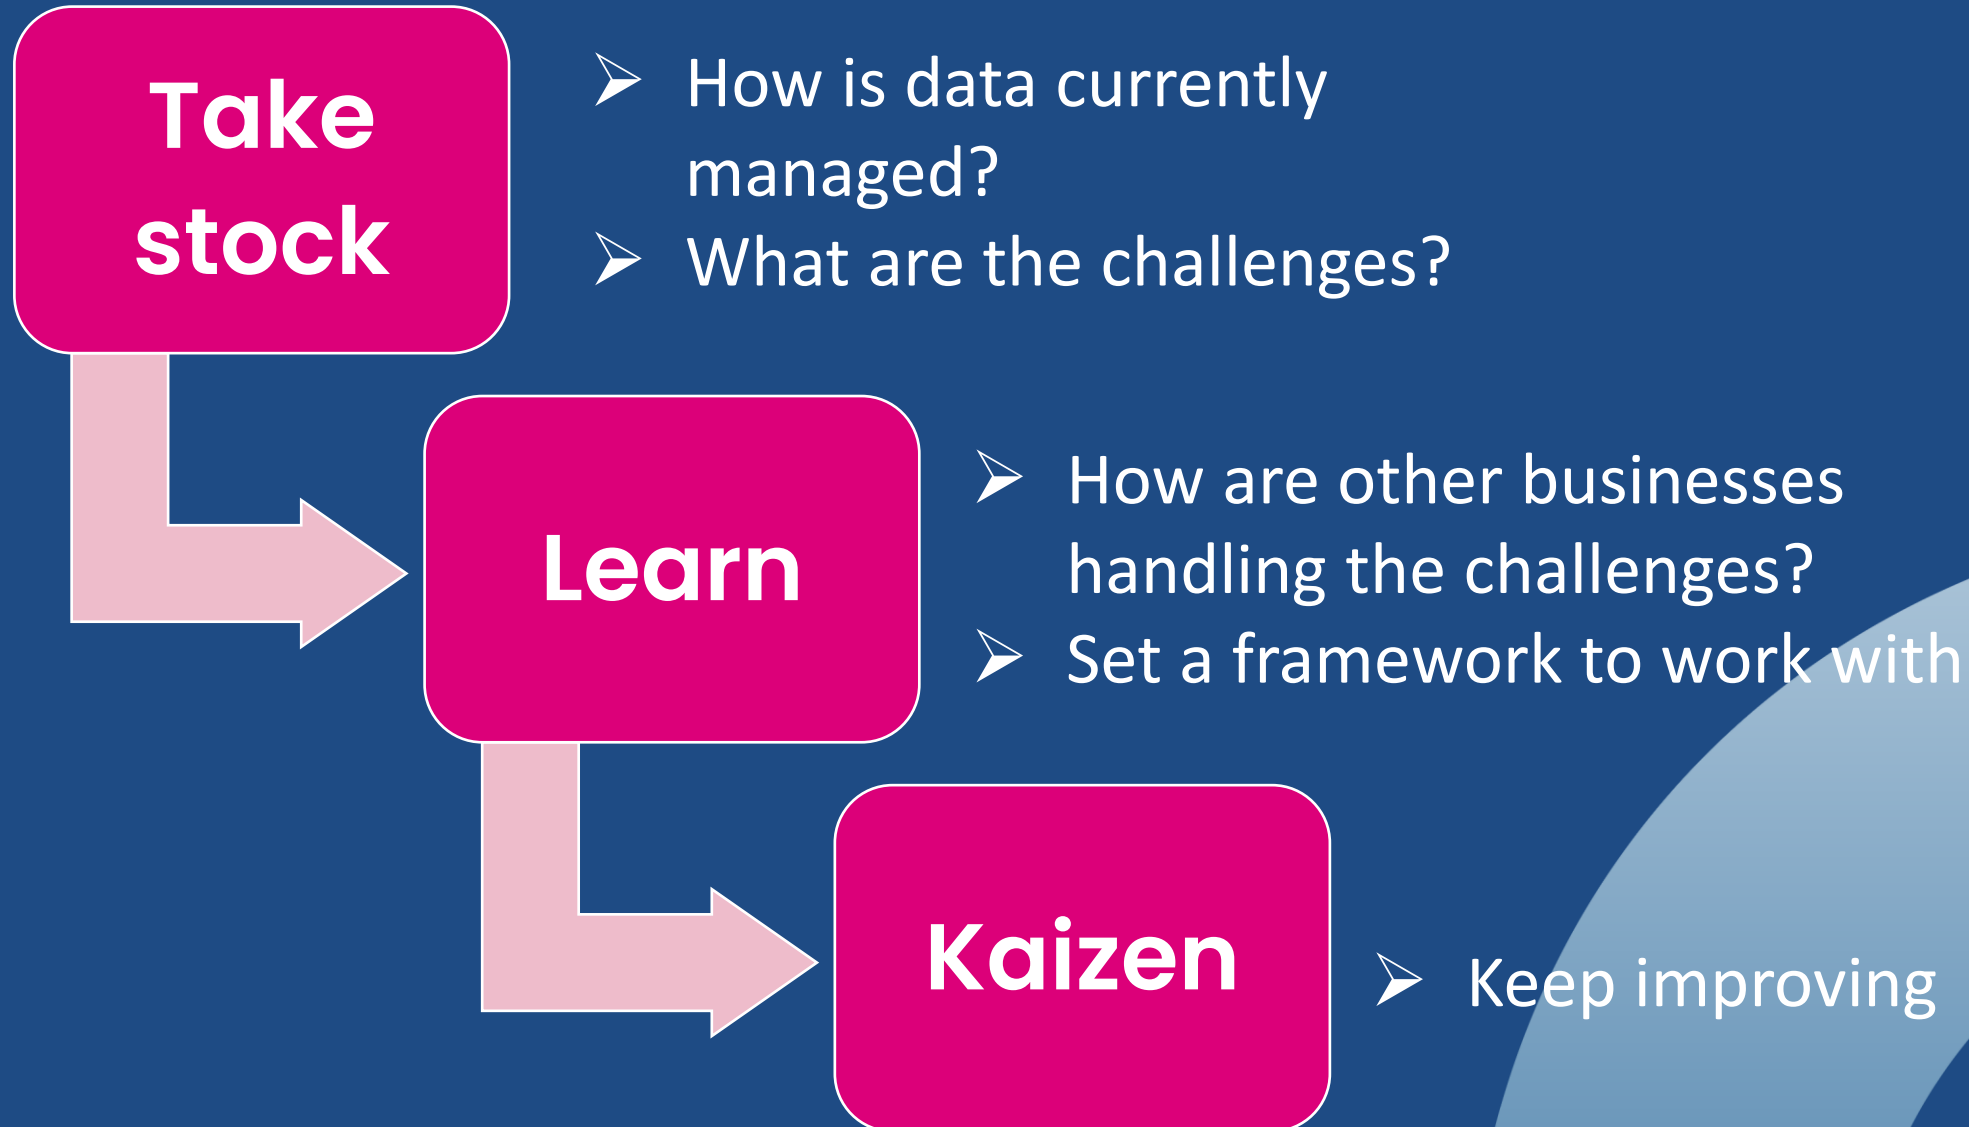 Take
stock
➢ How is data currently
managed?
➢ What are the challenges?
Learn
➢ How are other businesses
handling the challenges?
➢ Set a framework to work with
Kaizen
➢ Keep improving